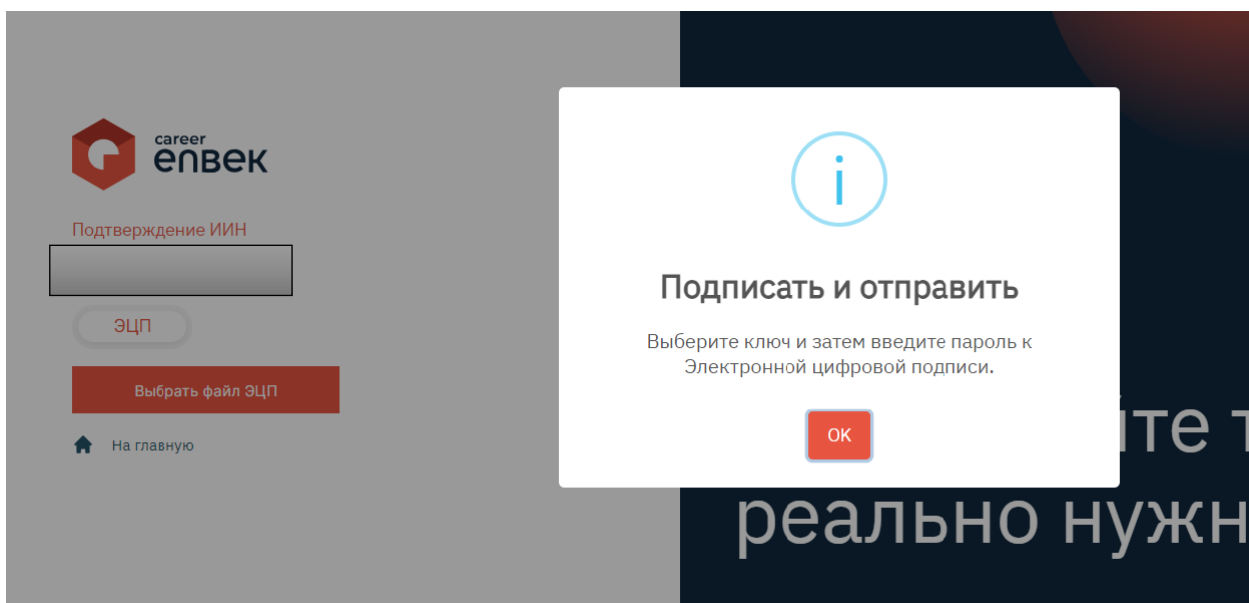 career
enbek
Подтверждение ИИН
ЭЦП
Выбрать файл ЭЦП
На главную
i
Подписать и отправить
Выберите ключ и затем введите пароль к
Электронной цифровой подписи.
OK
реально